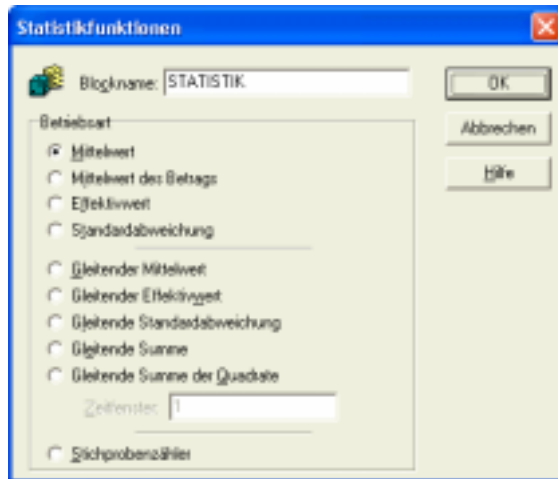 Statistikfunktionen
Blockname: STATISTIK
OK
Betriebsart
Abbrechen
Mittelwert
Hilfe
Mittelwert des Betrags
Effektivwert
Standardabweichung
Gleitender Mittelwert
Gleitender Effektivwert
Gleitende Standardabweichung
Gleitende Summe
Gleitende Summe der Quadrate
Zeitfenster: 1
Stichprobenzähler